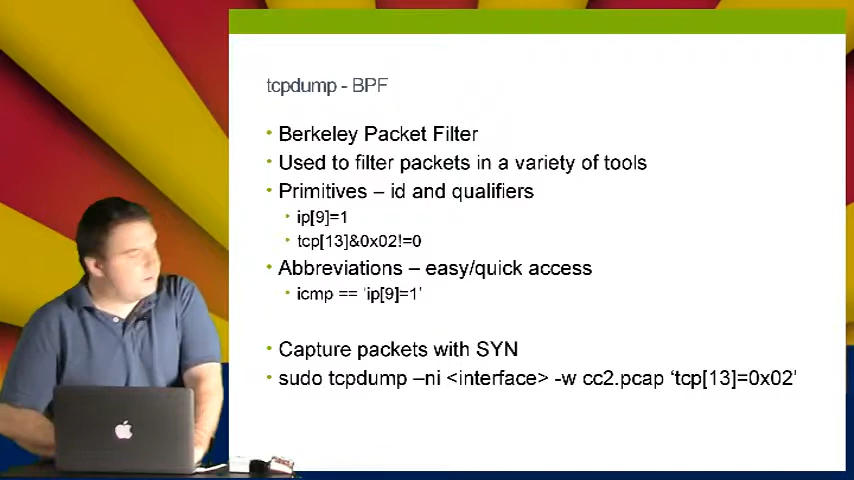 tcpdump - BPF
• Berkeley Packet Filter
• Used to filter packets in a variety of tools
• Primitives – id and qualifiers
• ip[9]=1
• tcp[13]&0x02!=0
• Abbreviations – easy/quick access
• icmp == ‘ip[9]=1’
• Capture packets with SYN
• sudo tcpdump –ni <interface> -w cc2.pcap ‘tcp[13]=0x02’